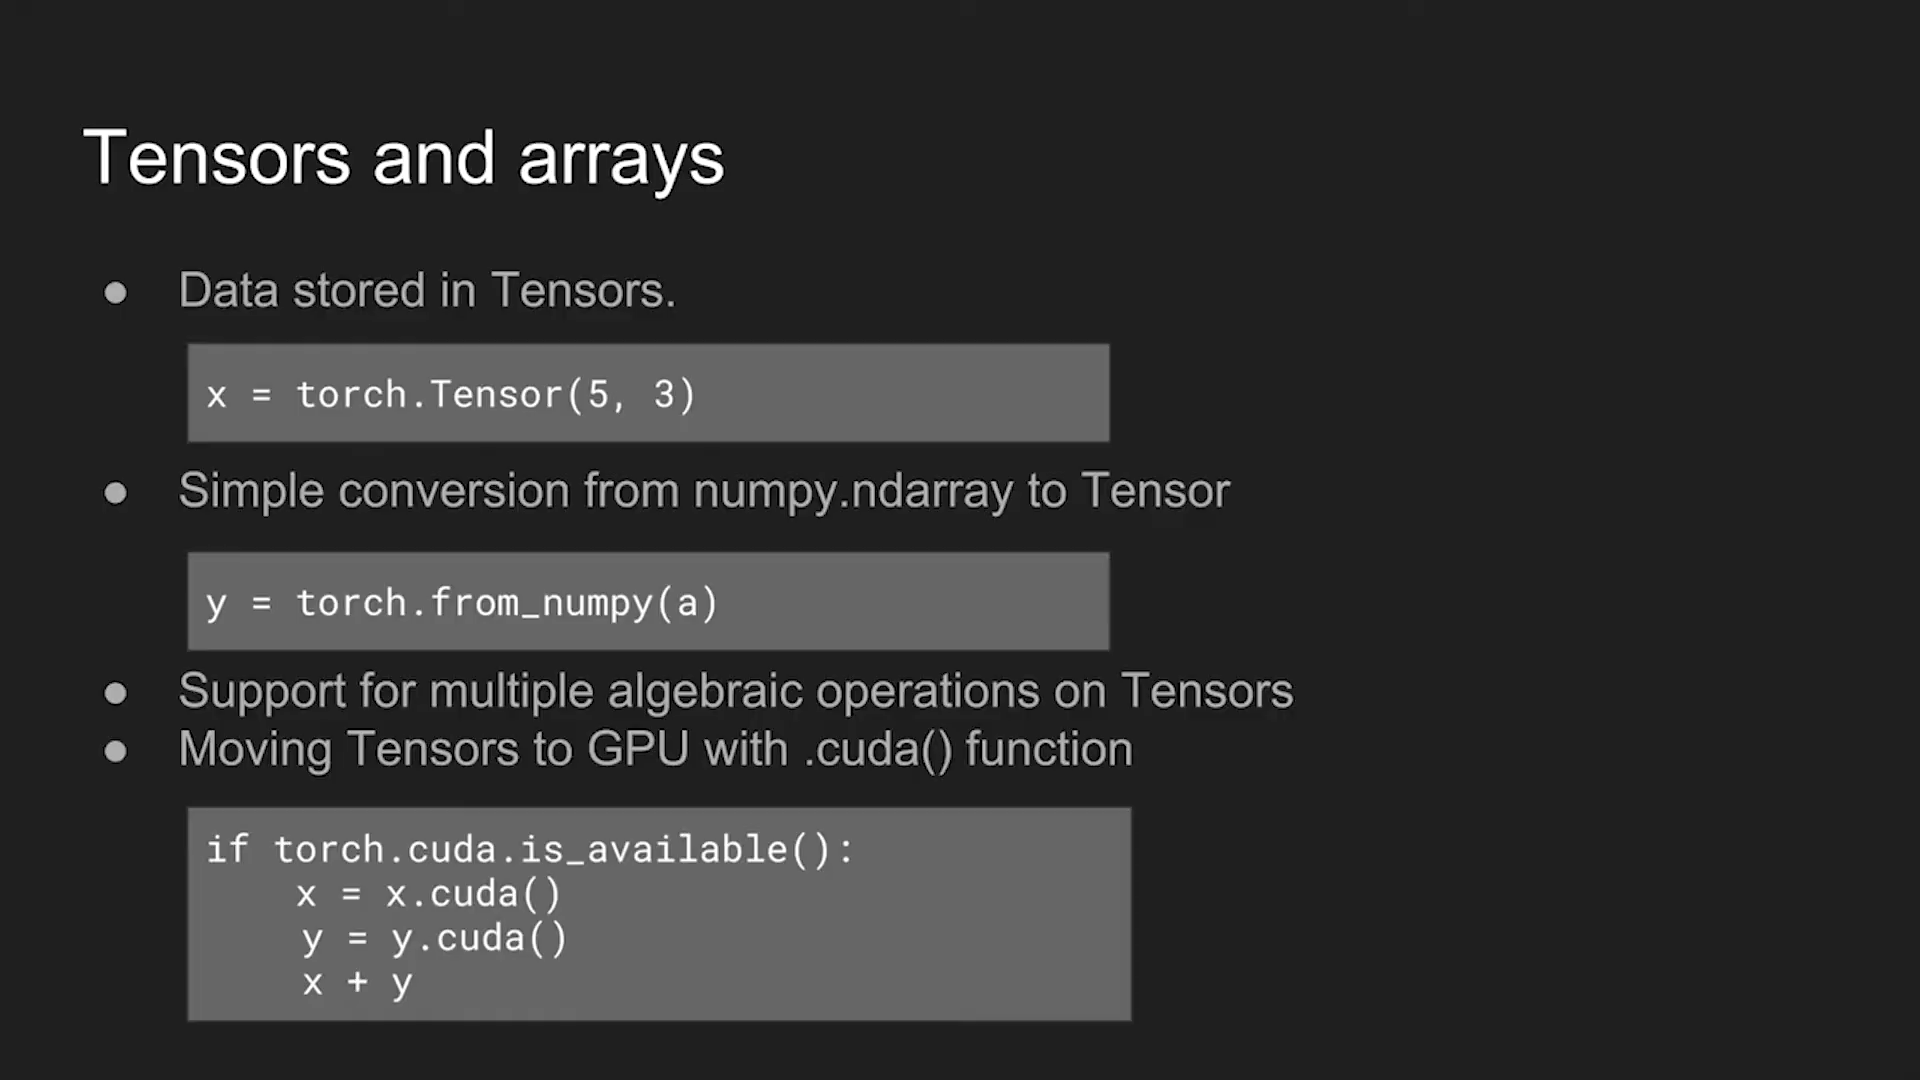 Tensors and arrays
● Data stored in Tensors.
x = torch.Tensor(5, 3)
● Simple conversion from numpy.ndarray to Tensor
y = torch.from_numpy(a)
● Support for multiple algebraic operations on Tensors
● Moving Tensors to GPU with .cuda() function
if torch.cuda.is_available():
    x = x.cuda()
    y = y.cuda()
    x + y